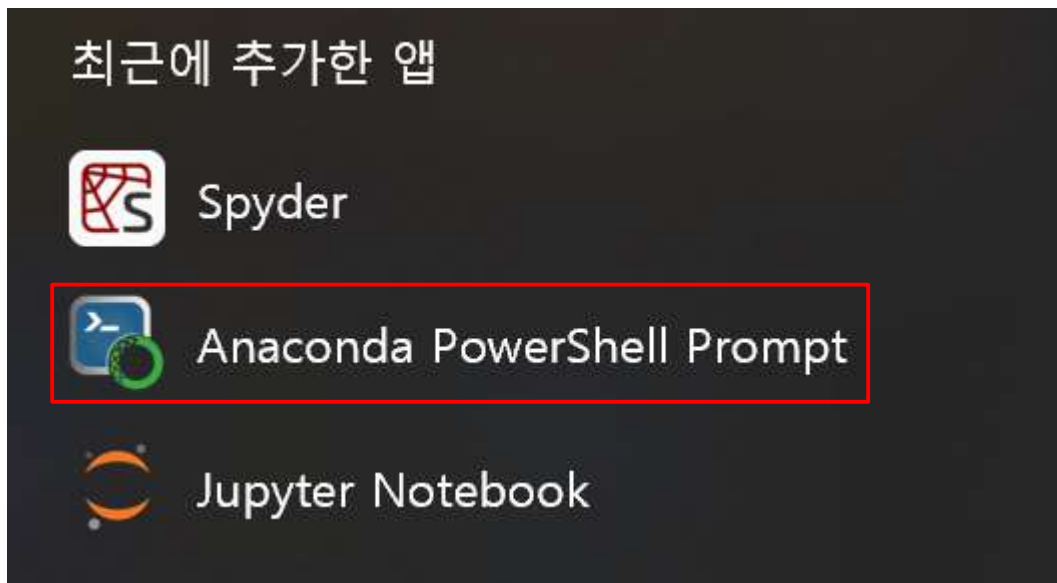 최근에 추가한 앱
Spyder
Anaconda PowerShell Prompt
Jupyter Notebook